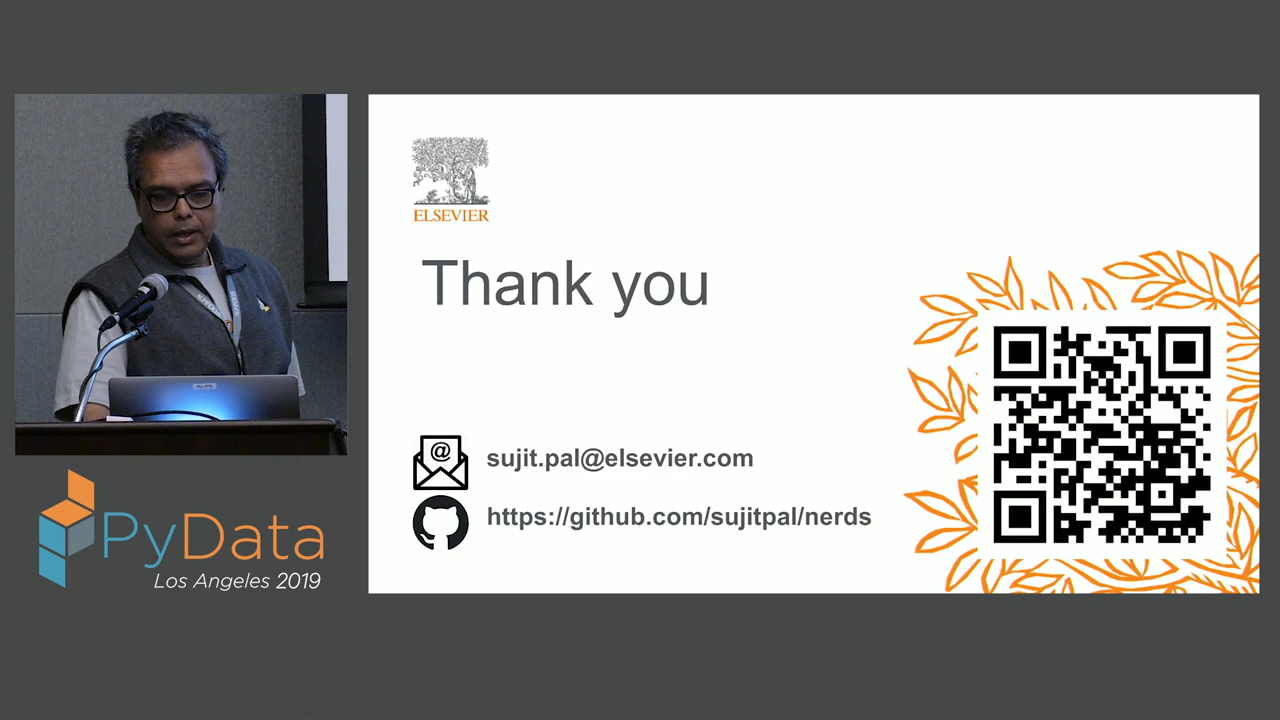 ELSEVIER
Thank you
sujit.pal@elsevier.com
https://github.com/sujitpal/nerds
PyData
Los Angeles 2019